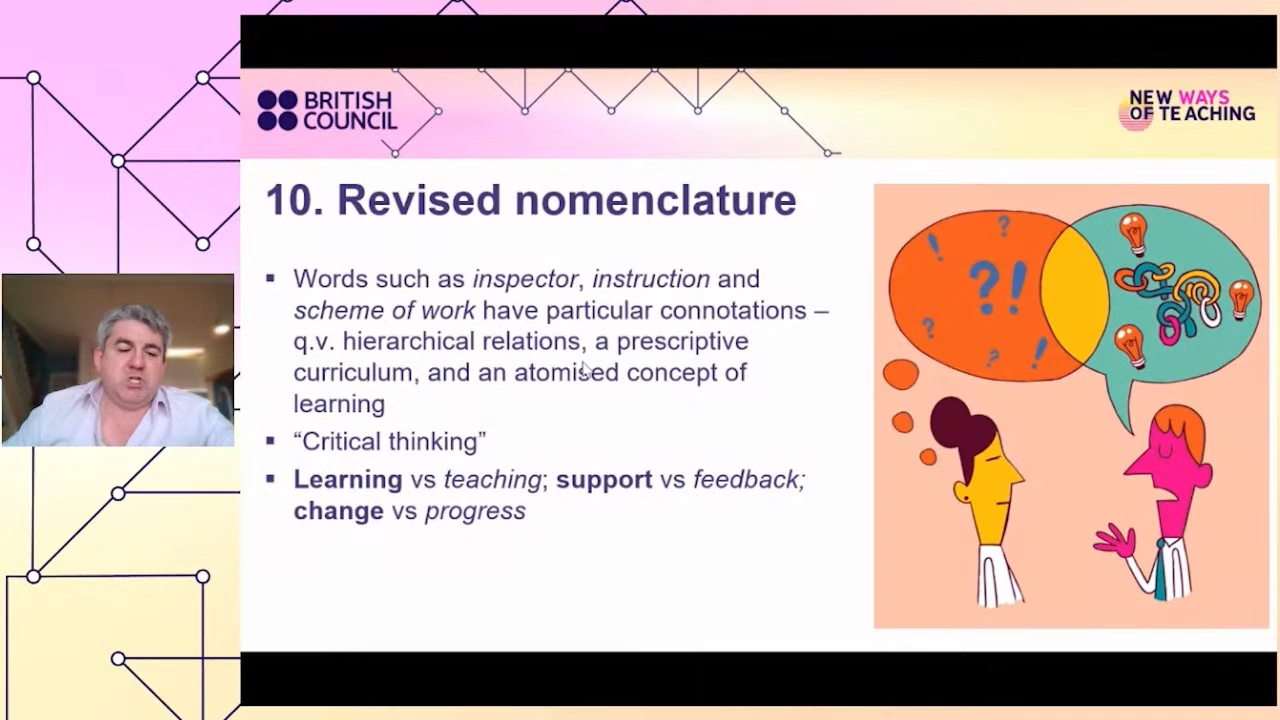 BRITISH
COUNCIL
NEW WAYS
OF TEACHING
10. Revised nomenclature
▪ Words such as inspector, instruction and
scheme of work have particular connotations –
q.v. hierarchical relations, a prescriptive
curriculum, and an atomised concept of
learning
▪ “Critical thinking”
▪ Learning vs teaching; support vs feedback;
change vs progress
?!